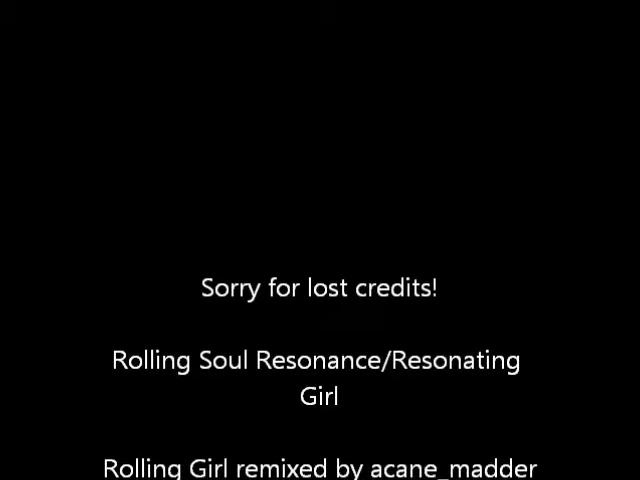 Sorry for lost credits!
Rolling Soul Resonance/Resonating
Girl
Rolling Girl remixed by acane_madder